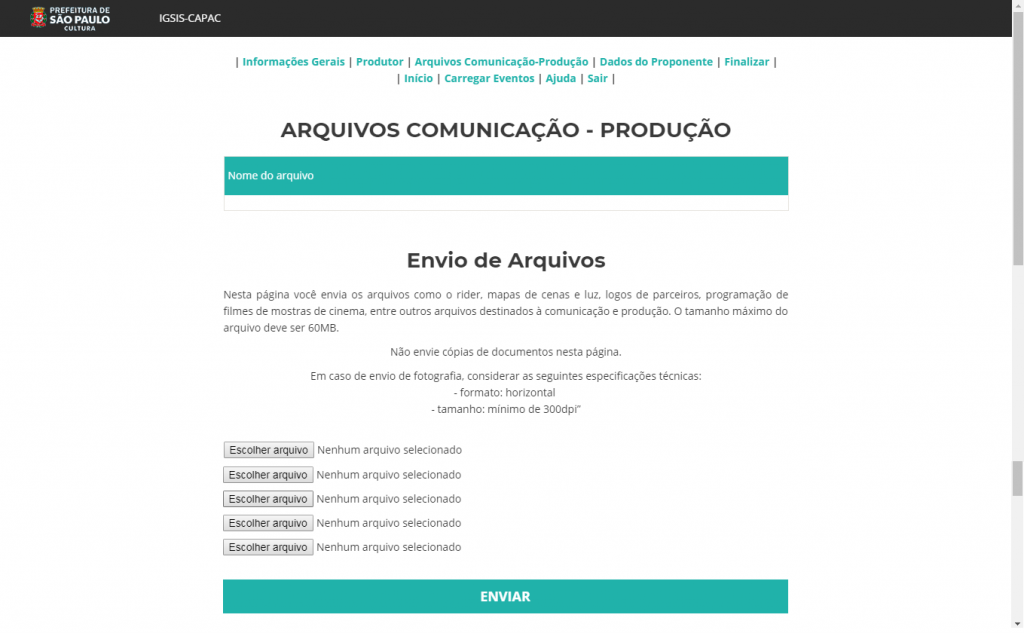 PREFEITURA DE
SÃO PAULO
CULTURA
IGSIS-CAPAC
| Informações Gerais | Produtor | Arquivos Comunicação-Produção | Dados do Proponente | Finalizar |
| Início | Carregar Eventos | Ajuda | Sair |
ARQUIVOS COMUNICAÇÃO - PRODUÇÃO
Nome do arquivo
Envio de Arquivos
Nesta página você envia os arquivos como o rider, mapas de cenas e luz, logos de parceiros, programação de
filmes de mostras de cinema, entre outros arquivos destinados à comunicação e produção. O tamanho máximo do
arquivo deve ser 60MB.
Não envie cópias de documentos nesta página.
Em caso de envio de fotografia, considerar as seguintes especificações técnicas:
- formato: horizontal
- tamanho: mínimo de 300dpi”
Escolher arquivo Nenhum arquivo selecionado
Escolher arquivo Nenhum arquivo selecionado
Escolher arquivo Nenhum arquivo selecionado
Escolher arquivo Nenhum arquivo selecionado
Escolher arquivo Nenhum arquivo selecionado
ENVIAR